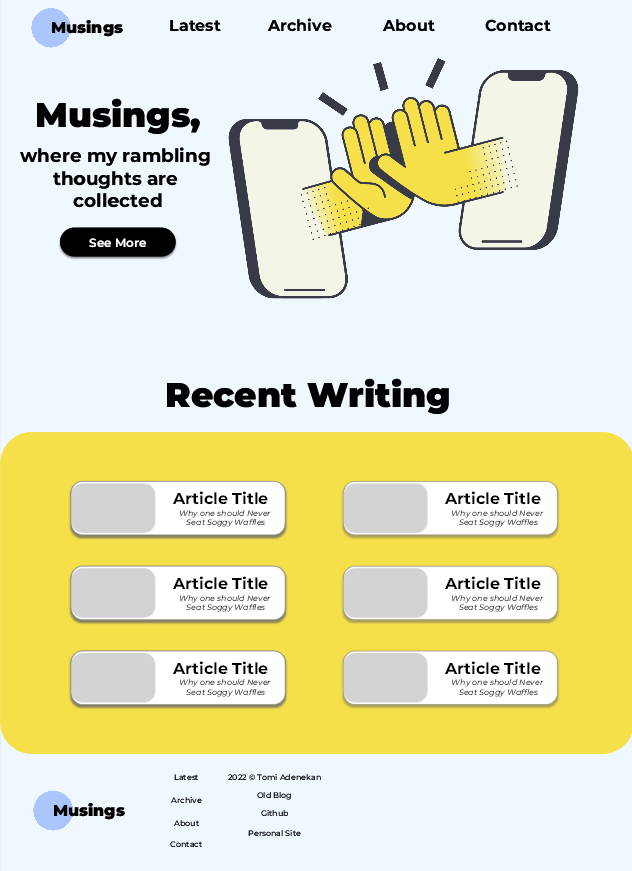 Musings
Latest
Archive
About
Contact
Musings,
where my rambling
thoughts are
collected
See More
Recent Writing
Article Title
Why one should Never
Seat Soggy Waffles
Article Title
Why one should Never
Seat Soggy Waffles
Article Title
Why one should Never
Seat Soggy Waffles
Article Title
Why one should Never
Seat Soggy Waffles
Article Title
Why one should Never
Seat Soggy Waffles
Article Title
Why one should Never
Seat Soggy Waffles
Musings
Latest
Archive
About
Contact
2022 © Tomi Adenekan
Old Blog
Github
Personal Site